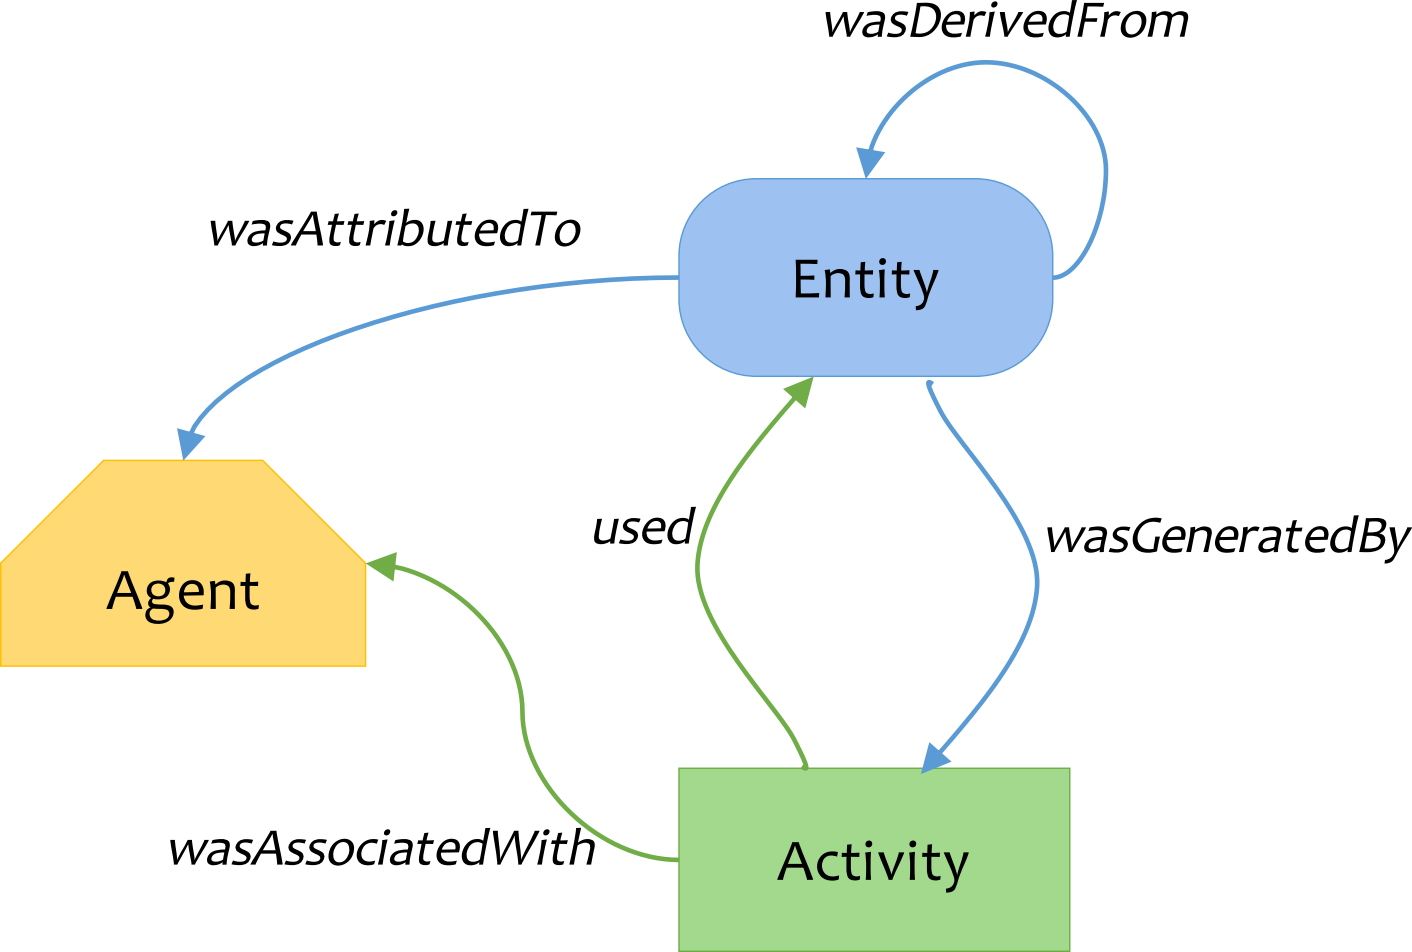 wasDerivedFrom
wasAttributedTo
Entity
used
wasGeneratedBy
Agent
wasAssociatedWith
Activity